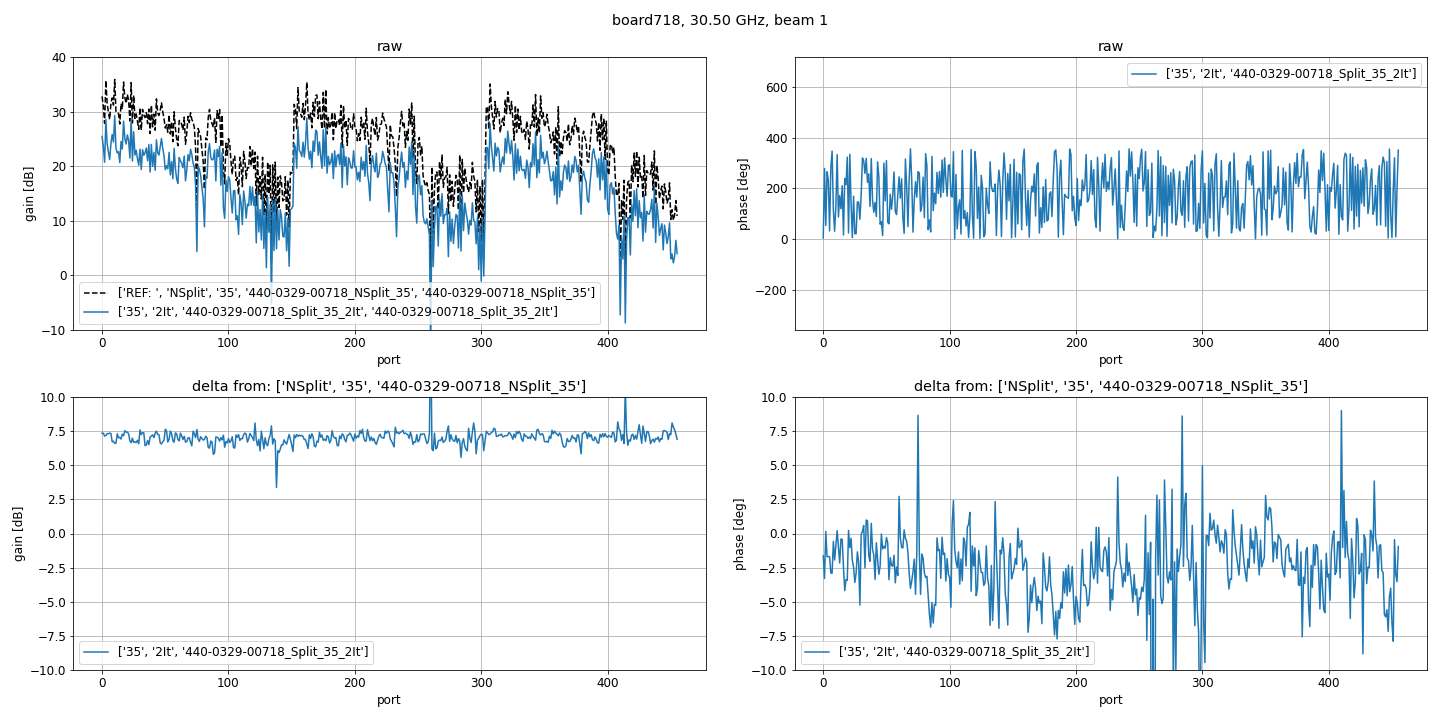 board718, 30.50 GHz, beam 1
raw
40
30
20
10
0
−10
gain [dB]
['REF: ', 'NSplit', '35', '440-0329-00718_NSplit_35', '440-0329-00718_NSplit_35']
['35', '2It', '440-0329-00718_Split_35_2It', '440-0329-00718_Split_35_2It']
0 100 200 300 400
port
raw
600
400
200
0
−200
phase [deg]
['35', '2It', '440-0329-00718_Split_35_2It']
0 100 200 300 400
port
delta from: ['NSplit', '35', '440-0329-00718_NSplit_35']
10.0
7.5
5.0
2.5
0.0
−2.5
−5.0
−7.5
−10.0
gain [dB]
['35', '2It', '440-0329-00718_Split_35_2It']
0 100 200 300 400
port
delta from: ['NSplit', '35', '440-0329-00718_NSplit_35']
10.0
7.5
5.0
2.5
0.0
−2.5
−5.0
−7.5
−10.0
phase [deg]
['35', '2It', '440-0329-00718_Split_35_2It']
0 100 200 300 400
port